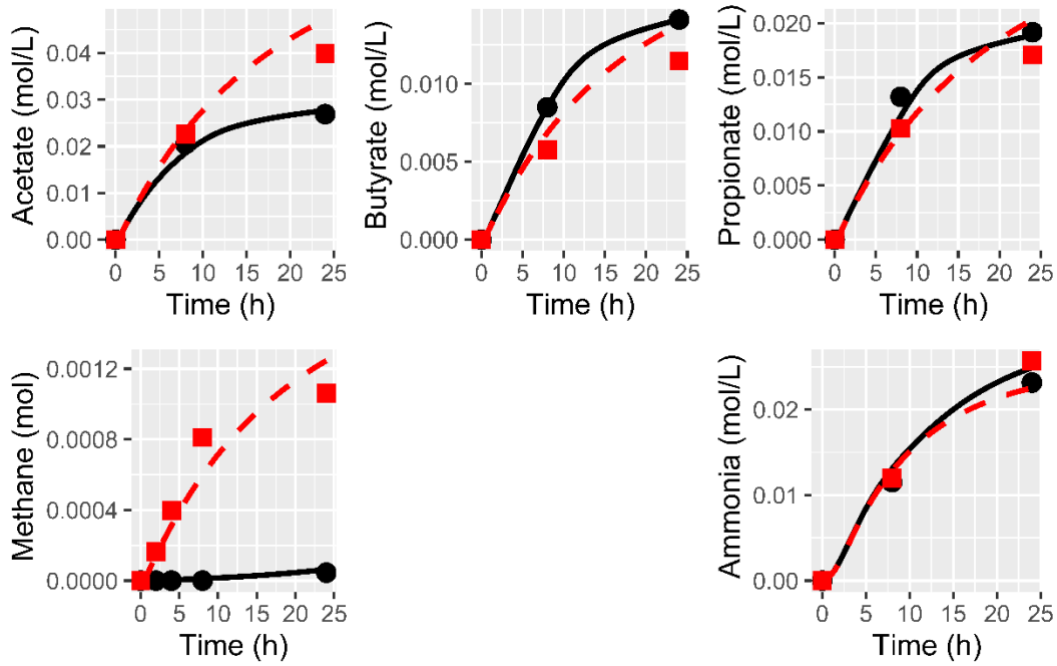 Acetate (mol/L)
0.04
0.03
0.02
0.01
0.00
0 5 10 15 20 25
Time (h)
Butyrate (mol/L)
0.010
0.005
0.000
0 5 10 15 20 25
Time (h)
Propionate (mol/L)
0.020
0.015
0.010
0.005
0.000
0 5 10 15 20 25
Time (h)
Methane (mol)
0.0012
0.0008
0.0004
0.0000
0 5 10 15 20 25
Time (h)
Ammonia (mol/L)
0.02
0.01
0.00
0 5 10 15 20 25
Time (h)